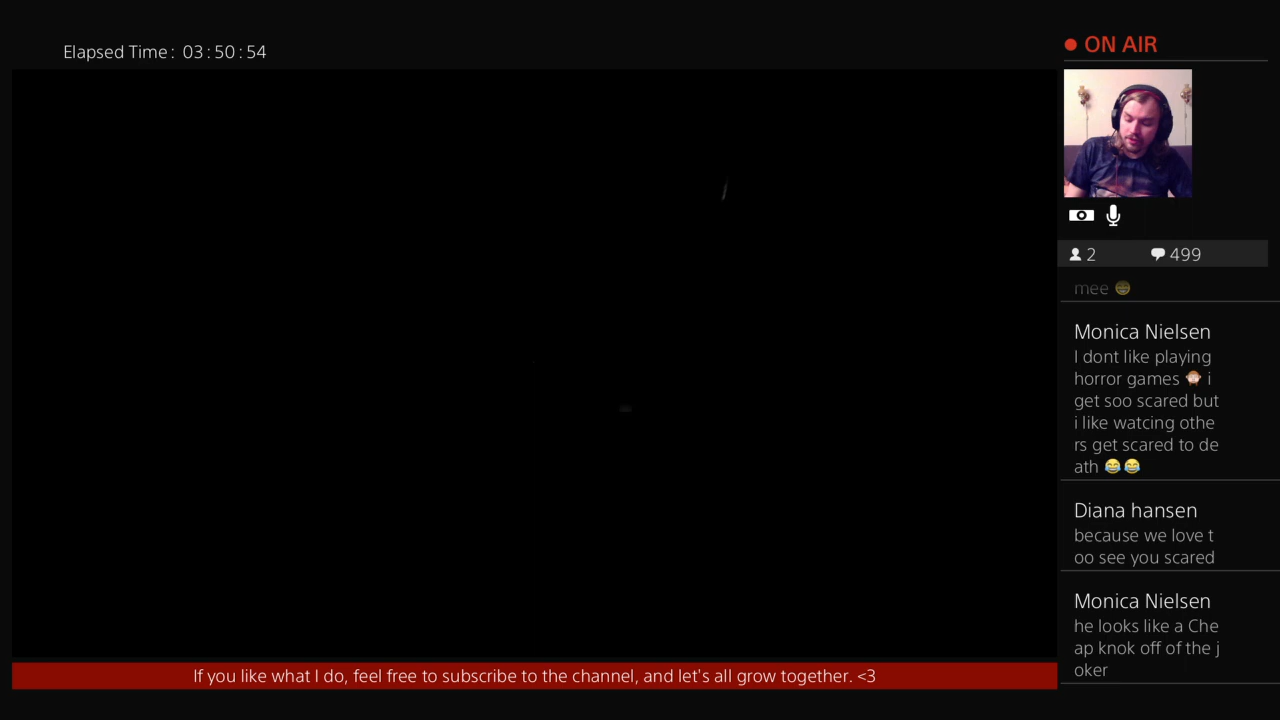 Elapsed Time: 03:50:54
ON AIR
2 499
mee 😁
Monica Nielsen
I dont like playing
horror games 🙊 i
get soo scared but
i like watcing othe
rs get scared to de
ath 😂😂
Diana hansen
because we love t
oo see you scared
Monica Nielsen
he looks like a Che
ap knok off of the j
oker
If you like what I do, feel free to subscribe to the channel, and let's all grow together. <3